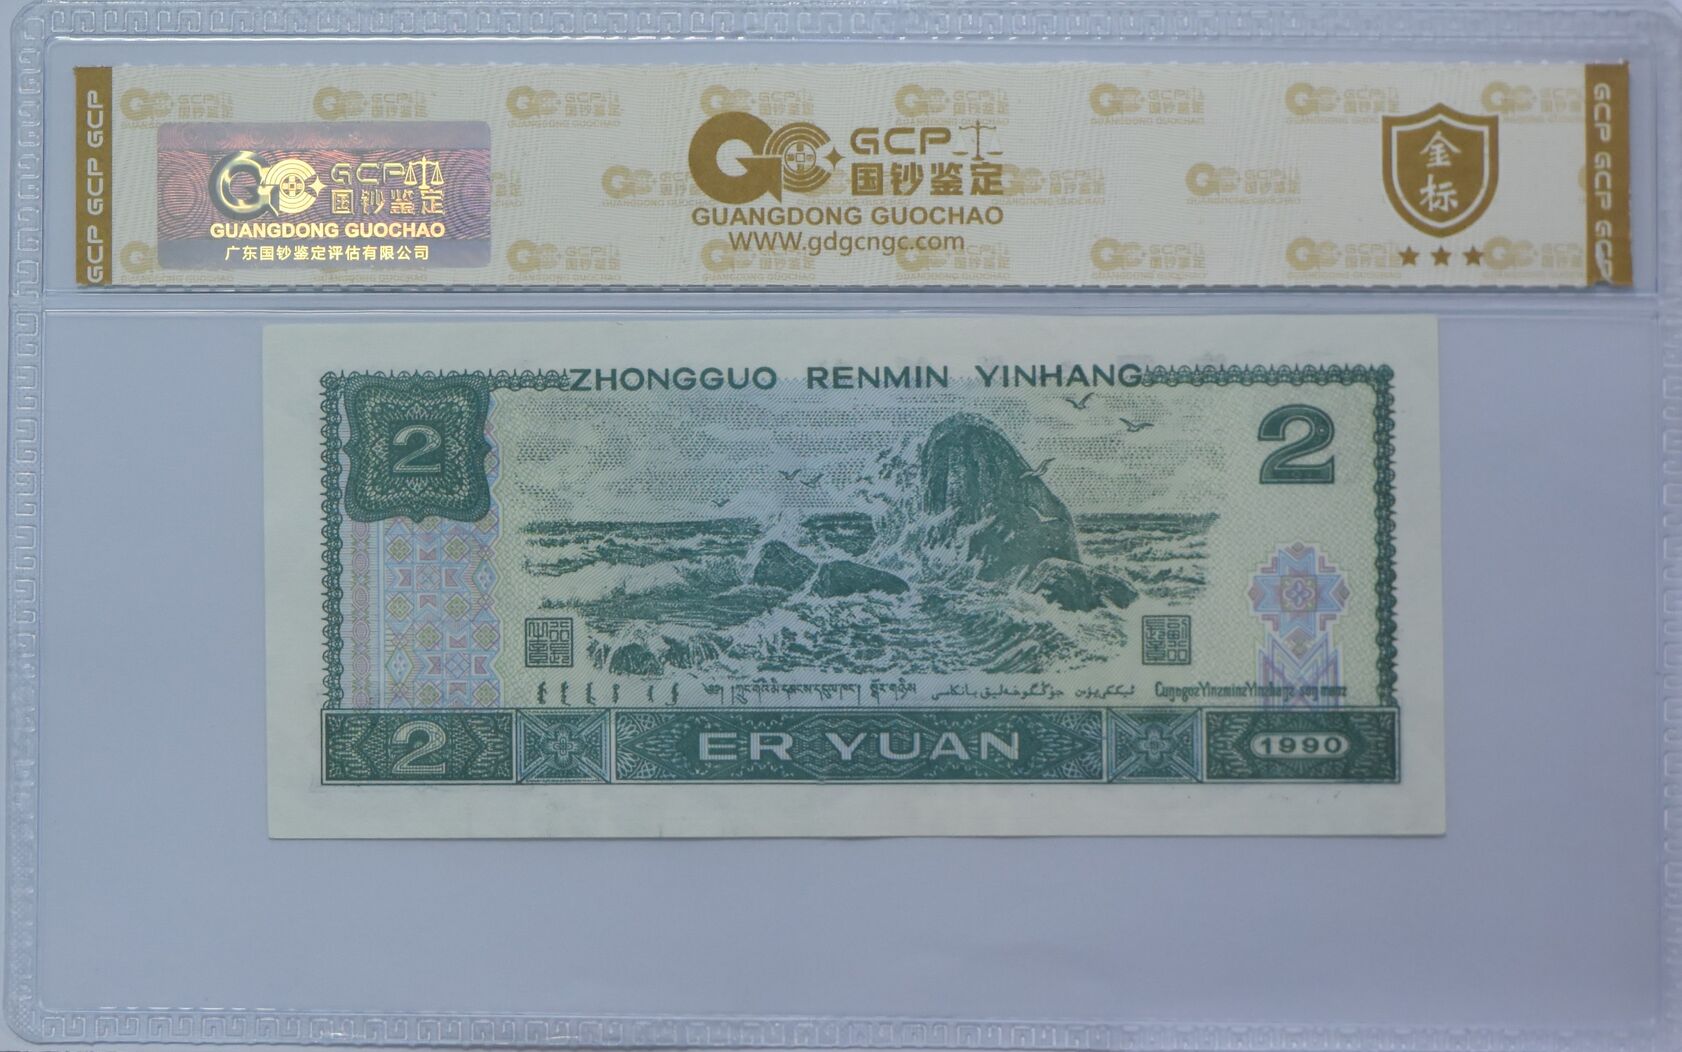 GCP GCP GCP
GCP
国钞鉴定
GUANGDONG GUOCHAO
广东国钞鉴定评估有限公司
GCP
国钞鉴定
GUANGDONG GUOCHAO
WWW.gdgcngc.com
金标
GCP GCP GCP
ZHONGGUO RENMIN YINHANG
2
2
2
ER YUAN
1990